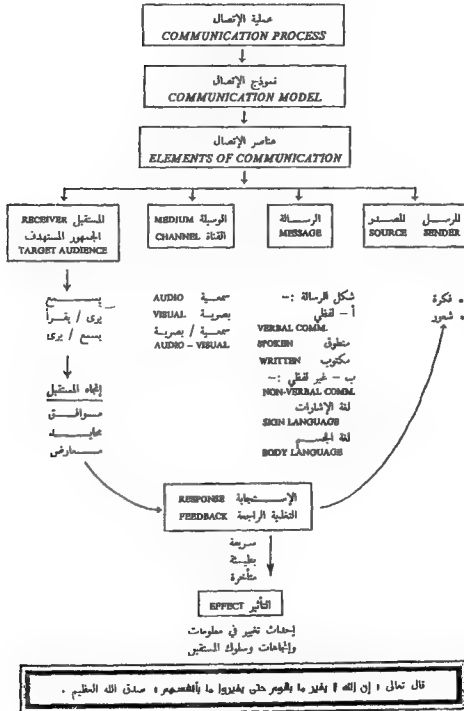 عملية الإتصال
COMMUNICATION PROCESS
نموذج الإتصال
COMMUNICATION MODEL
عناصر الإتصال
ELEMENTS OF COMMUNICATION
المرسل المصدر
SOURCE SENDER
الرسالة
MESSAGE
الوسيلة MEDIUM
القناة CHANNEL
المستقبل RECEIVER
الجمهور المستهدف
TARGET AUDIENCE
فكرة
شعور
شكل الرسالة :-
أ - لفظي
VERBAL COMM.
منطوق SPOKEN
مكتوب WRITTEN
ب - غير لفظي :-
NON-VERBAL COMM.
لغة الإشارات
SIGN LANGUAGE
لغة الجسم
BODY LANGUAGE
سمعية AUDIO
بصرية VISUAL
سمعية / بصرية
AUDIO - VISUAL
يسمع
يرى / يقرأ
يسمع / يرى
إتجاه المستقبل
موافق
محايد
معارض
الإستجابة RESPONSE
التغذية الراجعة FEEDBACK
سريعة
بطيئة
متأخرة
التأثير EFFECT
إحداث تغيير في معلومات
وإتجاهات وسلوك المستقبل
قال تعالى : إن الله لا يغير ما بقوم حتى يغيروا ما بأنفسهم ، صدق الله العظيم .